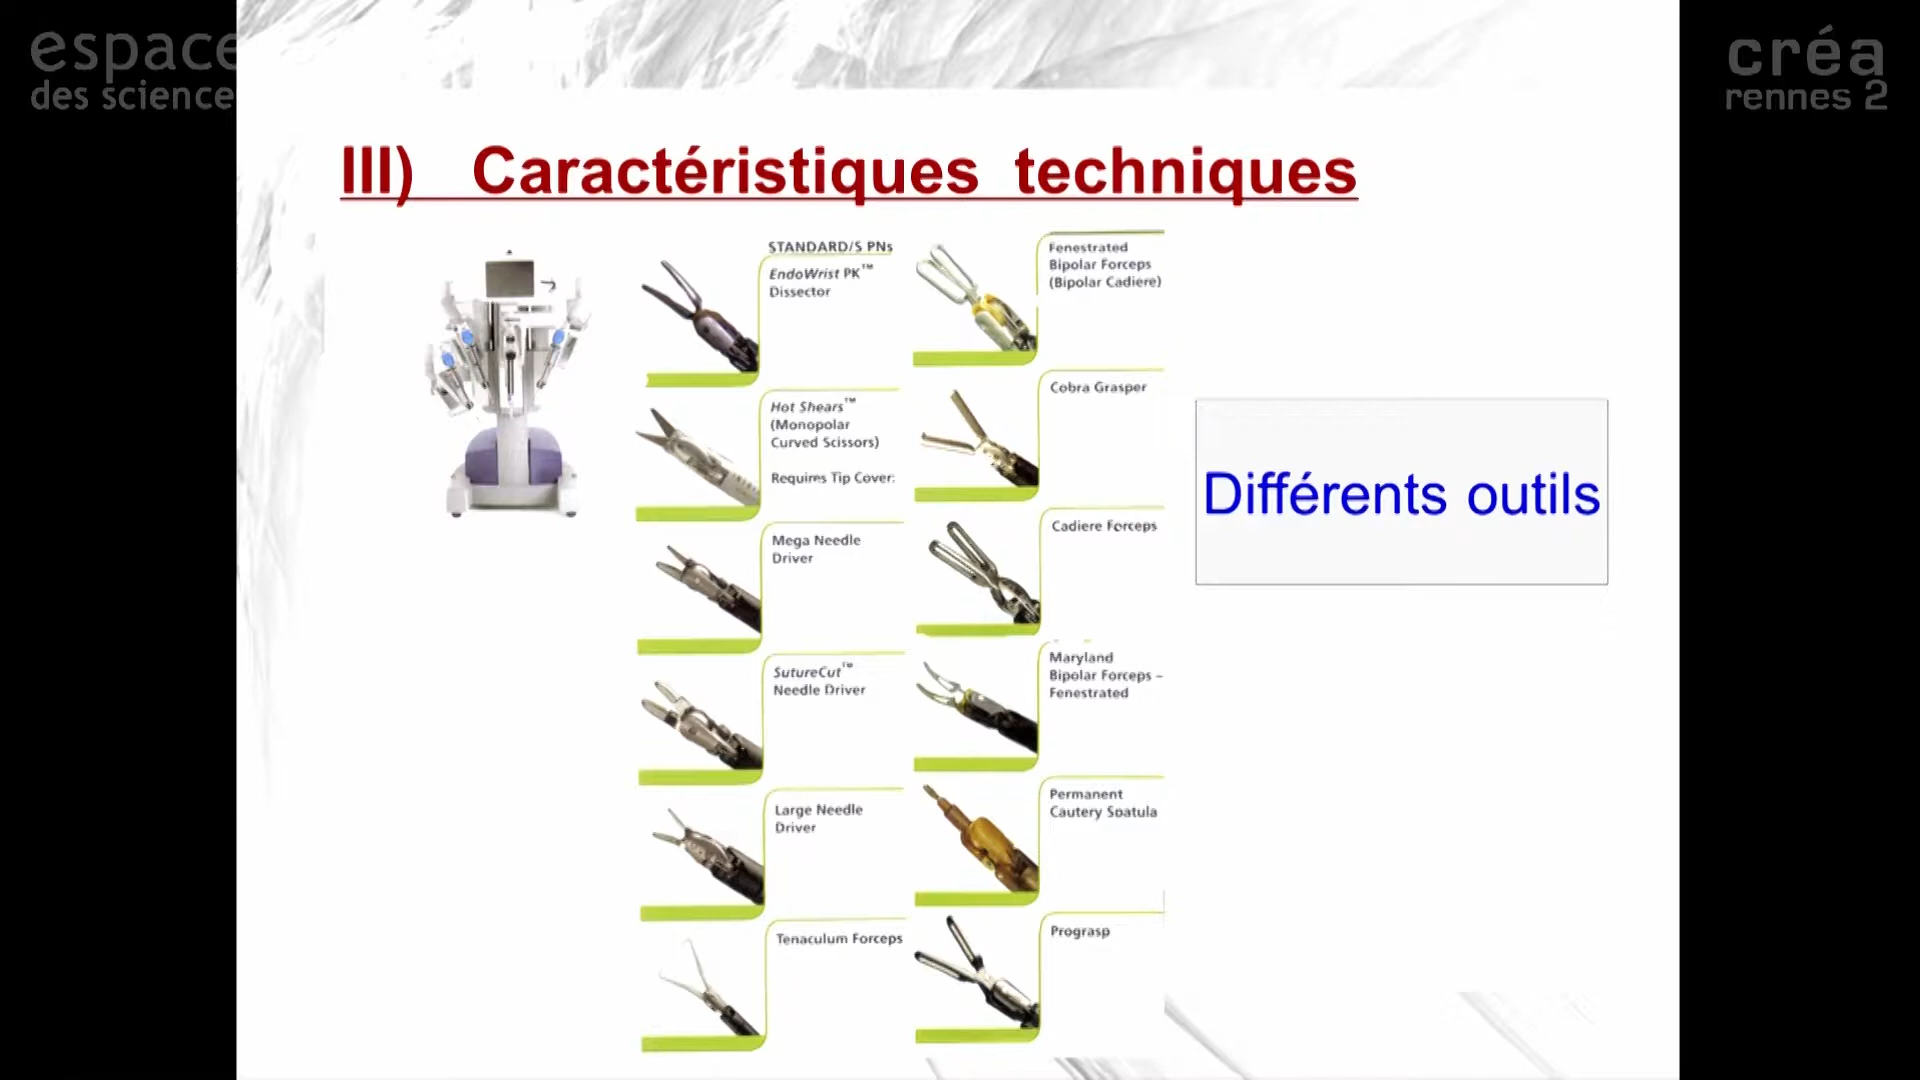 espace
des science
créa
rennes 2
III) Caractéristiques techniques
STANDARD/S PNs
EndoWrist PK™
Dissector
Hot Shears™
(Monopolar
Curved Scissors)
Requires Tip Cover:
Mega Needle
Driver
SutureCut™
Needle Driver
Large Needle
Driver
Tenaculum Forceps
Fenestrated
Bipolar Forceps
(Bipolar Cadiere)
Cobra Grasper
Cadiere Forceps
Maryland
Bipolar Forceps –
Fenestrated
Permanent
Cautery Spatula
Prograsp
Différents outils